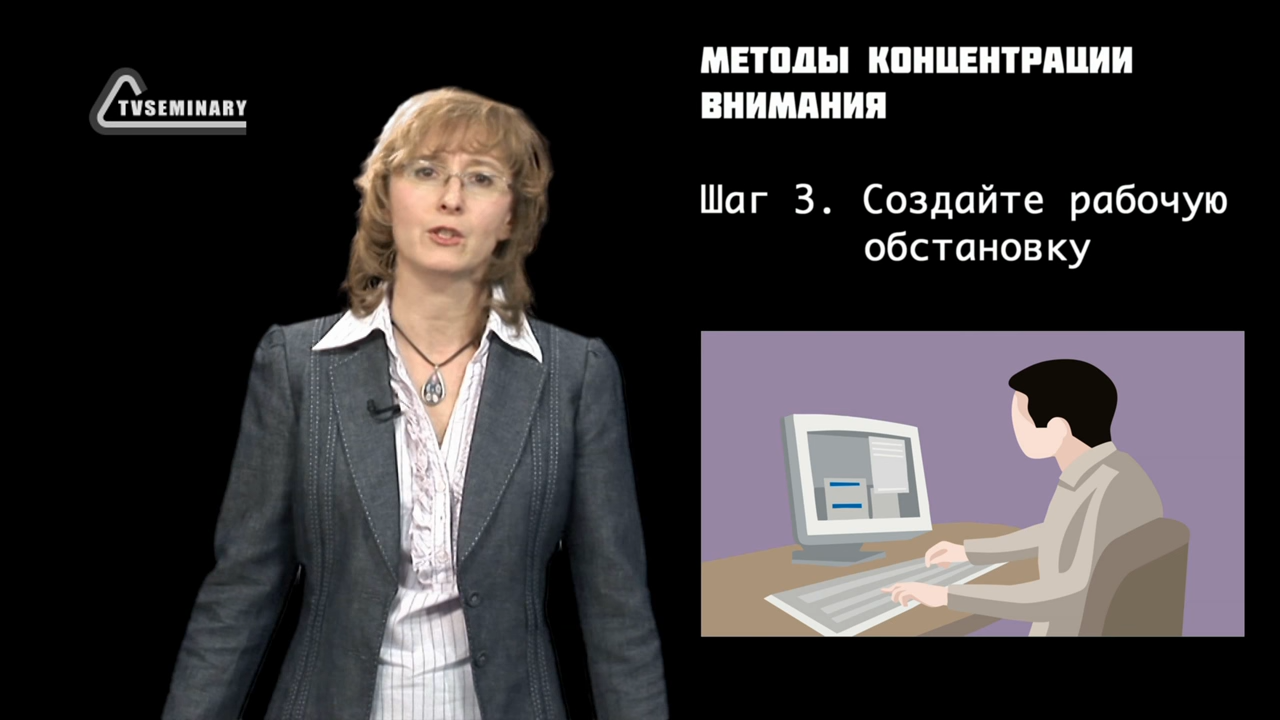 TVSEMINARY
МЕТОДЫ КОНЦЕНТРАЦИИ
ВНИМАНИЯ
Шаг 3. Создайте рабочую
обстановку